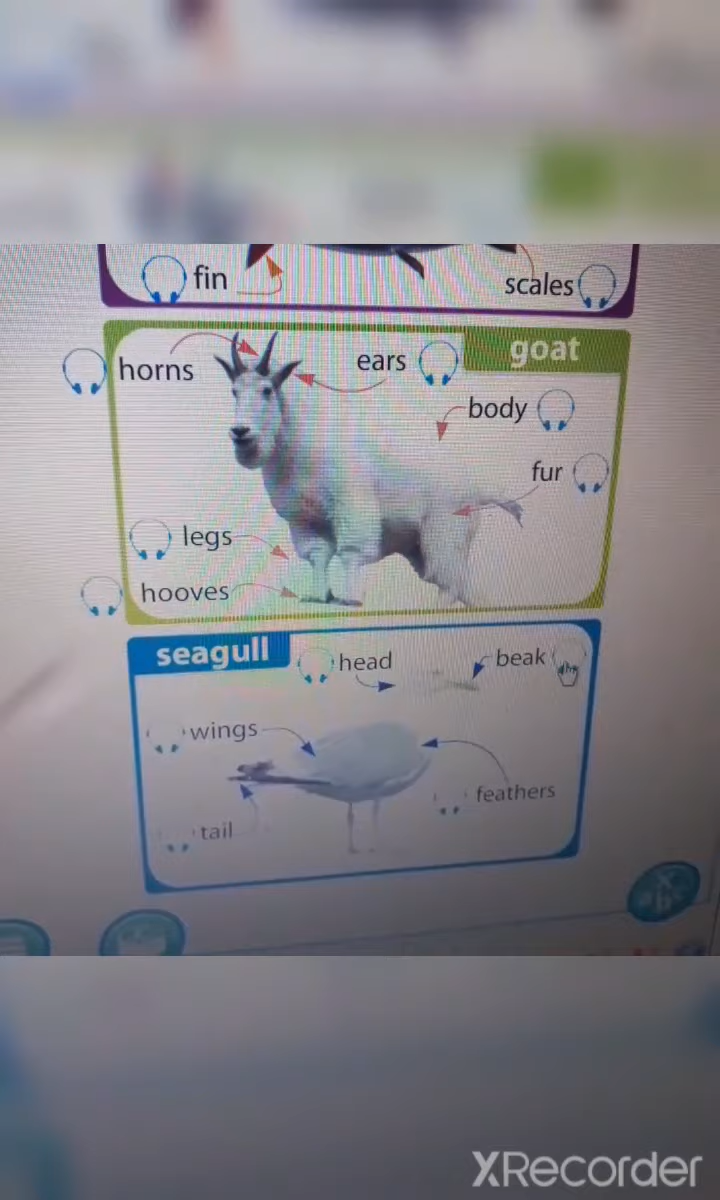 fin
scales
goat
horns
ears
body
fur
legs
hooves
seagull
head
beak
wings
feathers
tail
XRecorder